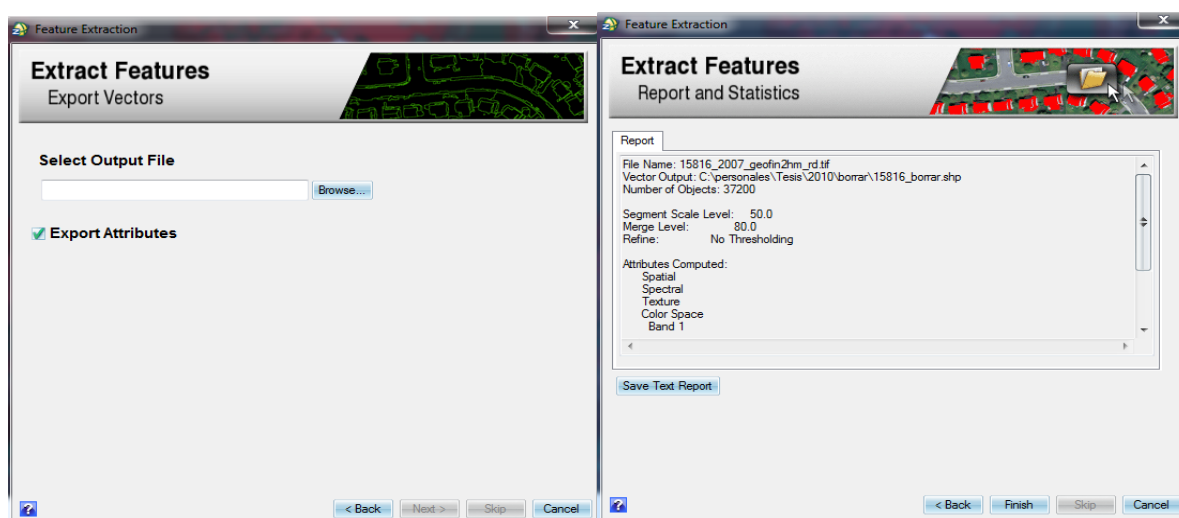 Feature Extraction
Extract Features
Export Vectors
Select Output File
Browse...
Export Attributes
< Back
Next >
Skip
Cancel
Feature Extraction
Extract Features
Report and Statistics
Report
File Name: 15816_2007_geofin2hm_rd.tif
Vector Output: C:\personales\Tesis\2010\borrar\15816_borrar.shp
Number of Objects: 37200
Segment Scale Level: 50.0
Merge Level: 80.0
Refine: No Thresholding
Attributes Computed:
Spatial
Spectral
Texture
Color Space
Band 1
Save Text Report
< Back
Finish
Skip
Cancel